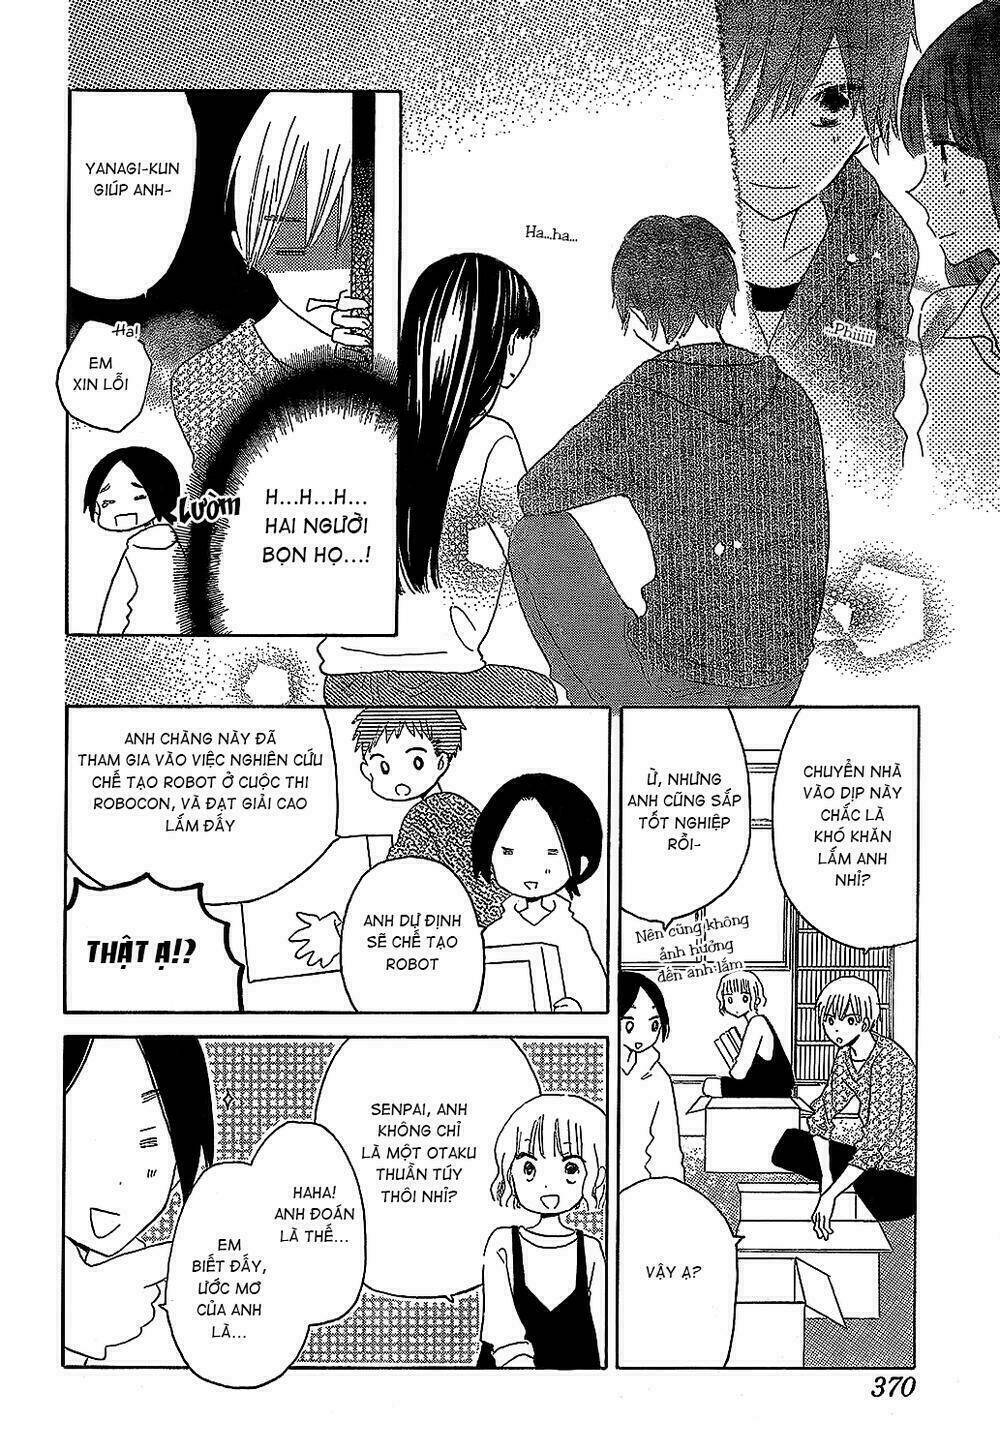 Phiiiii
Ha...ha...
YANAGI-KUN
GIÚP ANH-
Ha!
EM
XIN LỖI
LƯỜM
H...H...H...
HAI NGƯỜI
BỌN HỌ...!
CHUYỂN NHÀ
VÀO DỊP NÀY
CHẮC LÀ
KHÓ KHĂN
LẮM ANH
NHỈ?
Ừ, NHƯNG
ANH CŨNG SẮP
TỐT NGHIỆP
RỒI-
Nên cũng không
ảnh hưởng
đến anh lắm
VẬY Ạ?
ANH CHÀNG NÀY ĐÃ
THAM GIA VÀO VIỆC NGHIÊN CỨU
CHẾ TẠO ROBOT Ở CUỘC THI
ROBOCON, VÀ ĐẠT GIẢI CAO
LẮM ĐẤY
ANH DỰ ĐỊNH
SẼ CHẾ TẠO
ROBOT
THẬT Ạ!?
SENPAI, ANH
KHÔNG CHỈ
LÀ MỘT OTAKU
THUẦN TÚY
THÔI NHỈ?
HAHA!
ANH ĐOÁN
LÀ THẾ...
EM
BIẾT ĐẤY,
ƯỚC MƠ
CỦA ANH
LÀ...
370